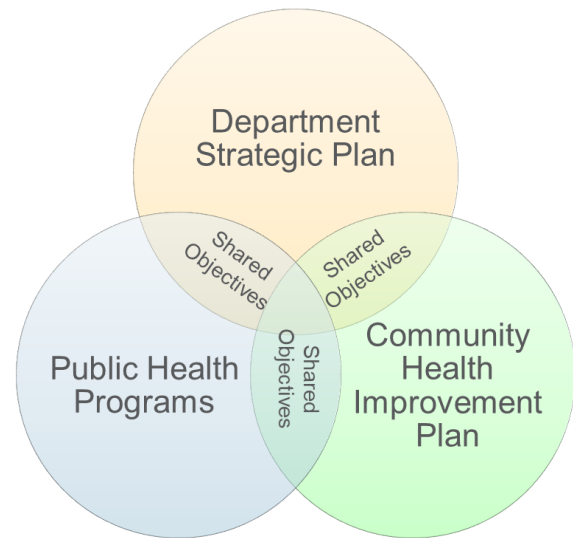 Department
Strategic Plan
Shared
Objectives
Shared
Objectives
Public Health
Programs
Shared
Objectives
Community
Health
Improvement
Plan